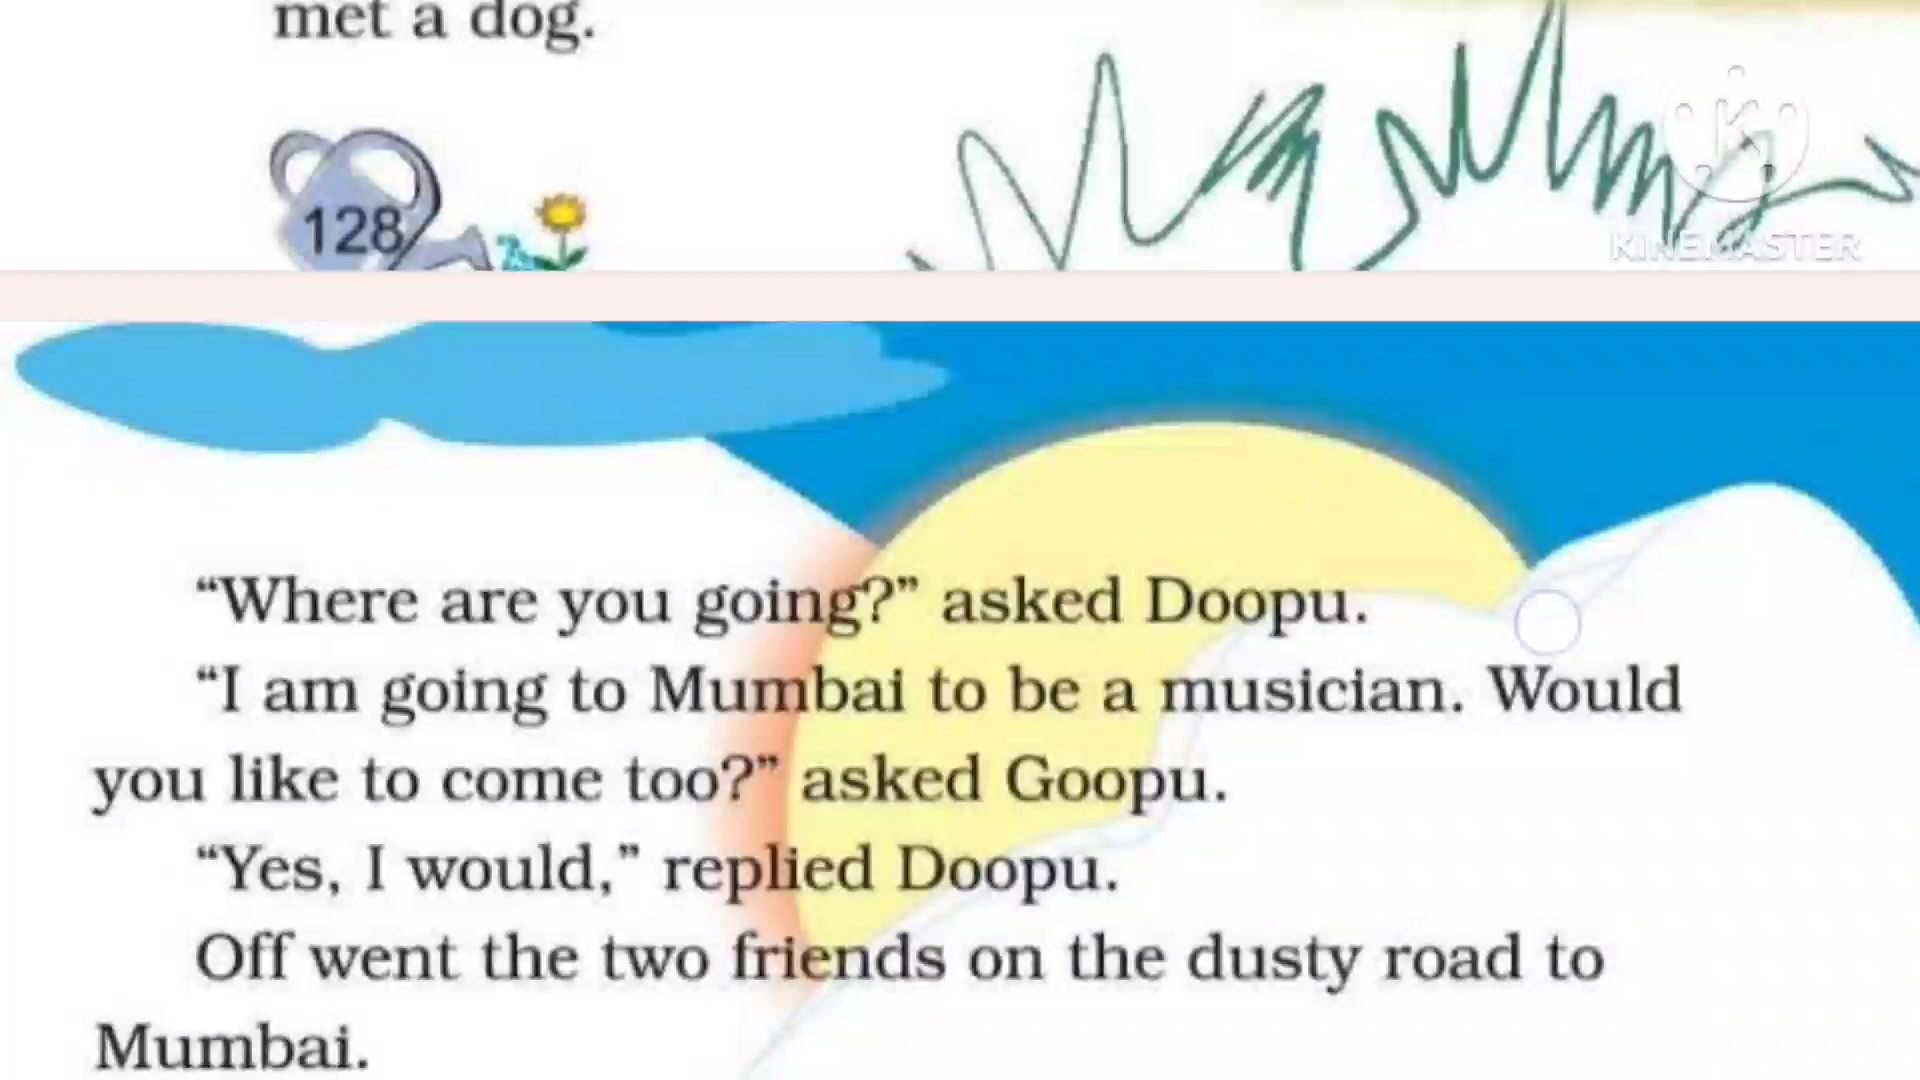 met a dog.
128
KINEMASTER
“Where are you going?” asked Doopu.
“I am going to Mumbai to be a musician. Would
you like to come too?” asked Goopu.
“Yes, I would,” replied Doopu.
Off went the two friends on the dusty road to
Mumbai.